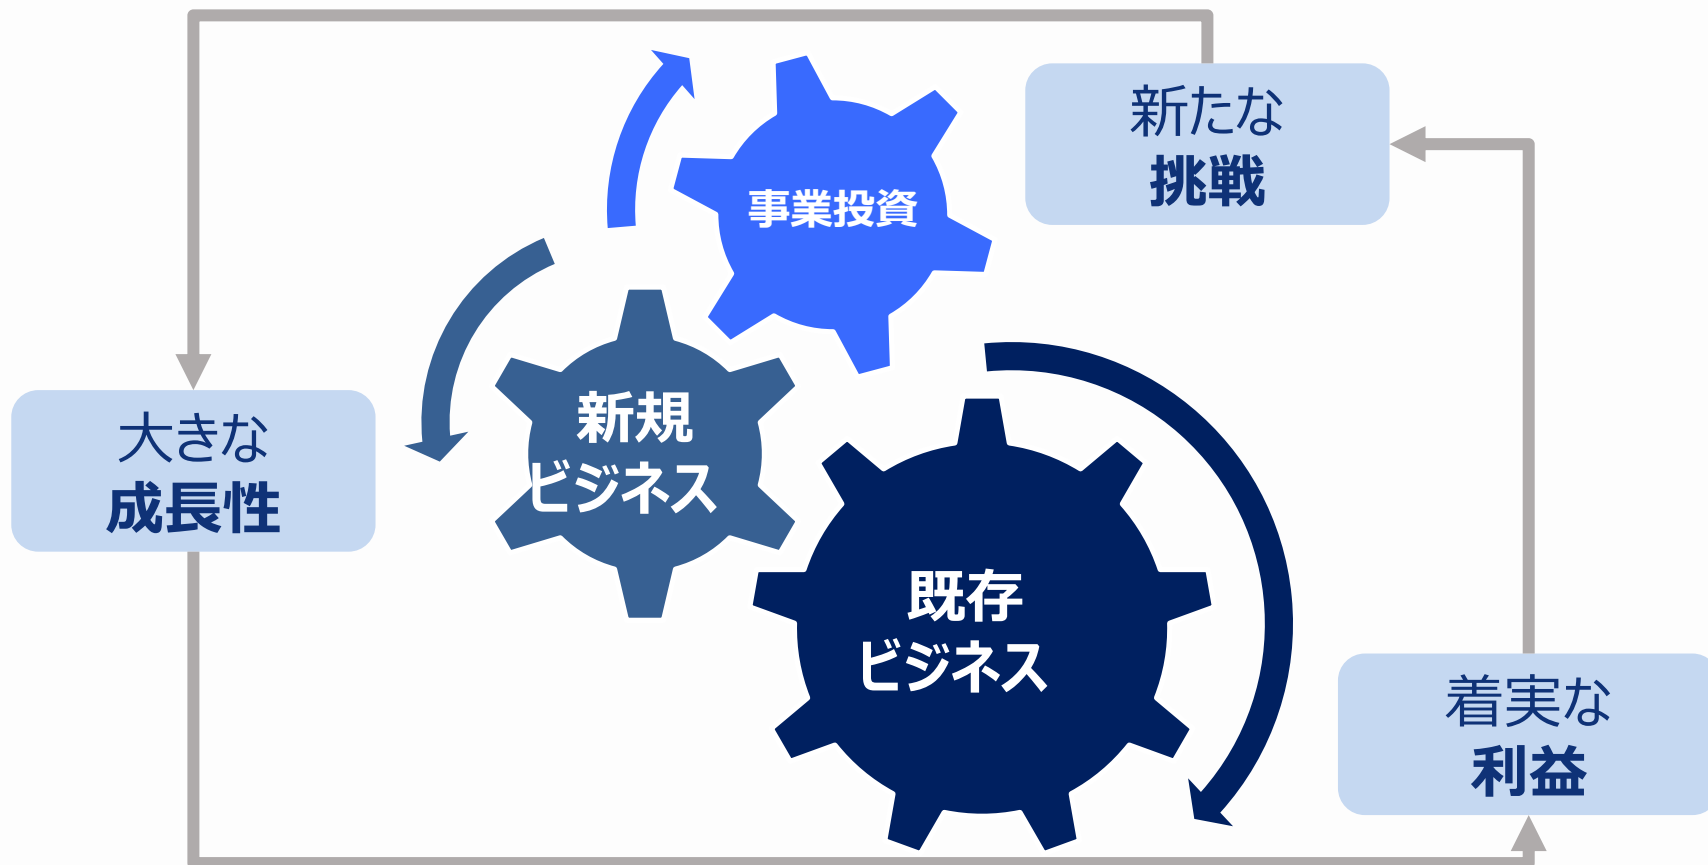 新たな
挑戦
事業投資
新規
ビジネス
大きな
成長性
既存
ビジネス
着実な
利益